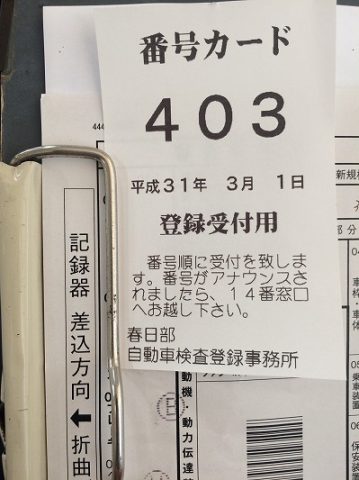 番号カード
403
平成31年 3月 1日
登録受付用
番号順に受付を致しま
す。番号がアナウンスさ
れましたら、14番窓口
へお越し下さい。
春日部
自動車検査登録事務所
記録器 差込方向 ← 折曲
動機・動力伝達
新規
部分